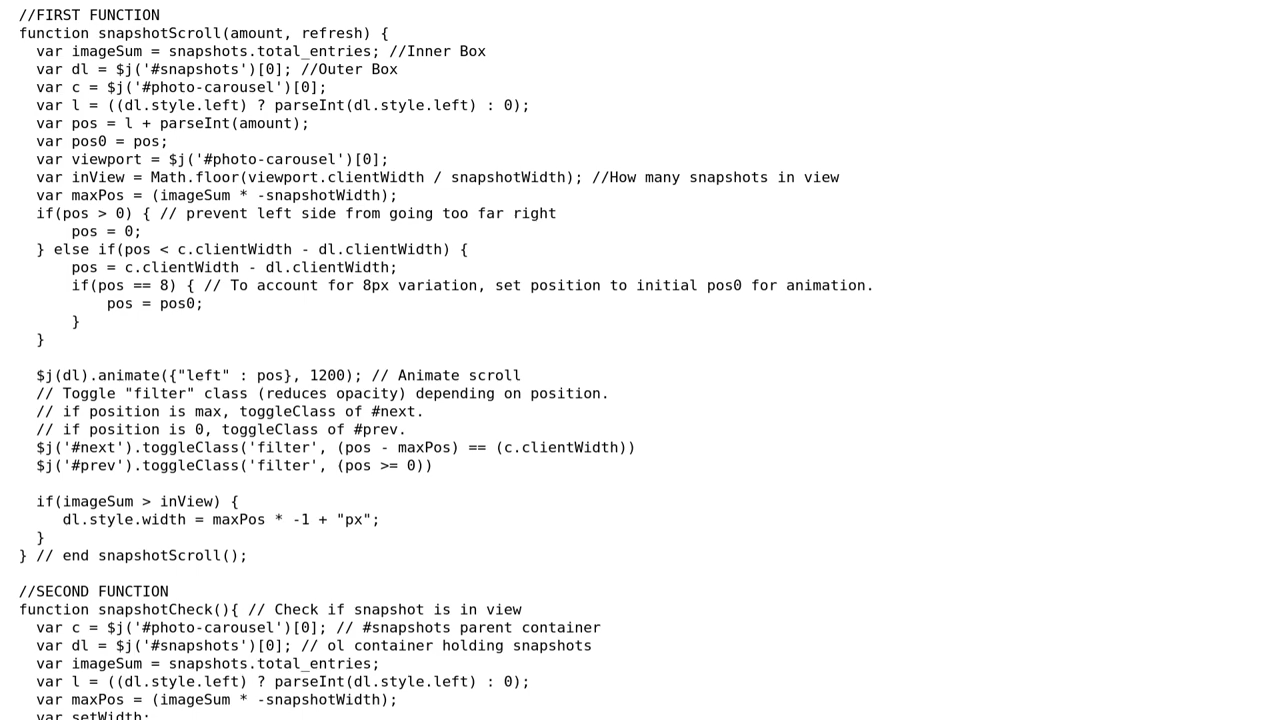 //FIRST FUNCTION
function snapshotScroll(amount, refresh) {
  var imageSum = snapshots.total_entries; //Inner Box
  var dl = $j('#snapshots')[0]; //Outer Box
  var c = $j('#photo-carousel')[0];
  var l = ((dl.style.left) ? parseInt(dl.style.left) : 0);
  var pos = l + parseInt(amount);
  var pos0 = pos;
  var viewport = $j('#photo-carousel')[0];
  var inView = Math.floor(viewport.clientWidth / snapshotWidth); //How many snapshots in view
  var maxPos = (imageSum * -snapshotWidth);
  if(pos > 0) { // prevent left side from going too far right
      pos = 0;
  } else if(pos < c.clientWidth - dl.clientWidth) {
      pos = c.clientWidth - dl.clientWidth;
      if(pos == 8) { // To account for 8px variation, set position to initial pos0 for animation.
          pos = pos0;
      }
  }

  $j(dl).animate({"left" : pos}, 1200); // Animate scroll
  // Toggle "filter" class (reduces opacity) depending on position.
  // if position is max, toggleClass of #next.
  // if position is 0, toggleClass of #prev.
  $j('#next').toggleClass('filter', (pos - maxPos) == (c.clientWidth))
  $j('#prev').toggleClass('filter', (pos >= 0))

  if(imageSum > inView) {
     dl.style.width = maxPos * -1 + "px";
  }
} // end snapshotScroll();

//SECOND FUNCTION
function snapshotCheck(){ // Check if snapshot is in view
  var c = $j('#photo-carousel')[0]; // #snapshots parent container
  var dl = $j('#snapshots')[0]; // ol container holding snapshots
  var imageSum = snapshots.total_entries;
  var l = ((dl.style.left) ? parseInt(dl.style.left) : 0);
  var maxPos = (imageSum * -snapshotWidth);
  var setWidth;